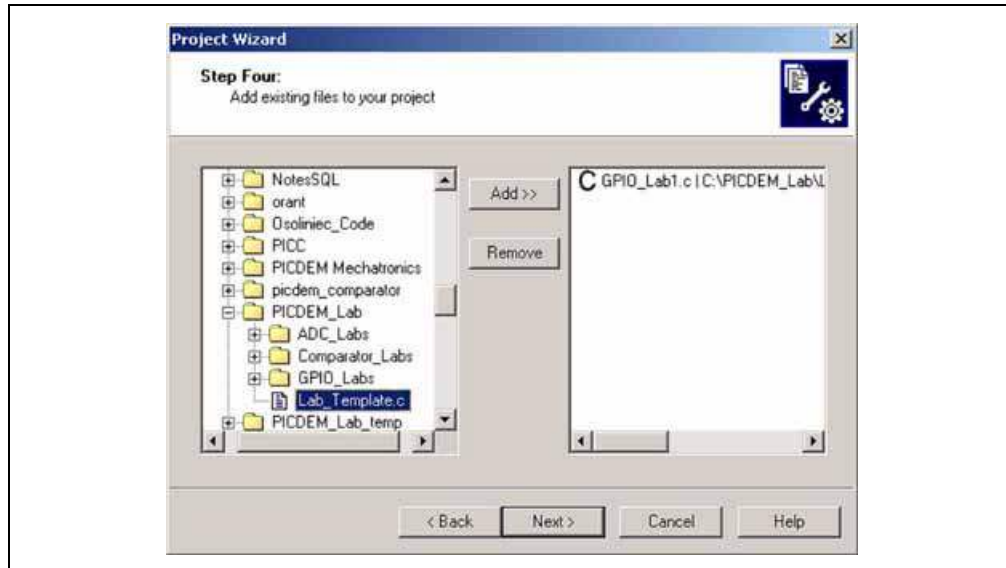 Project Wizard
Step Four:
Add existing files to your project
NotesSQL
orant
Osoliniec_Code
PICC
PICDEM Mechatronics
picdem_comparator
PICDEM_Lab
ADC_Labs
Comparator_Labs
GPIO_Labs
Lab_Template.c
PICDEM_Lab_temp
Add >>
Remove
C GPIO_Lab1.c | C:\PICDEM_Lab\L
< Back
Next >
Cancel
Help